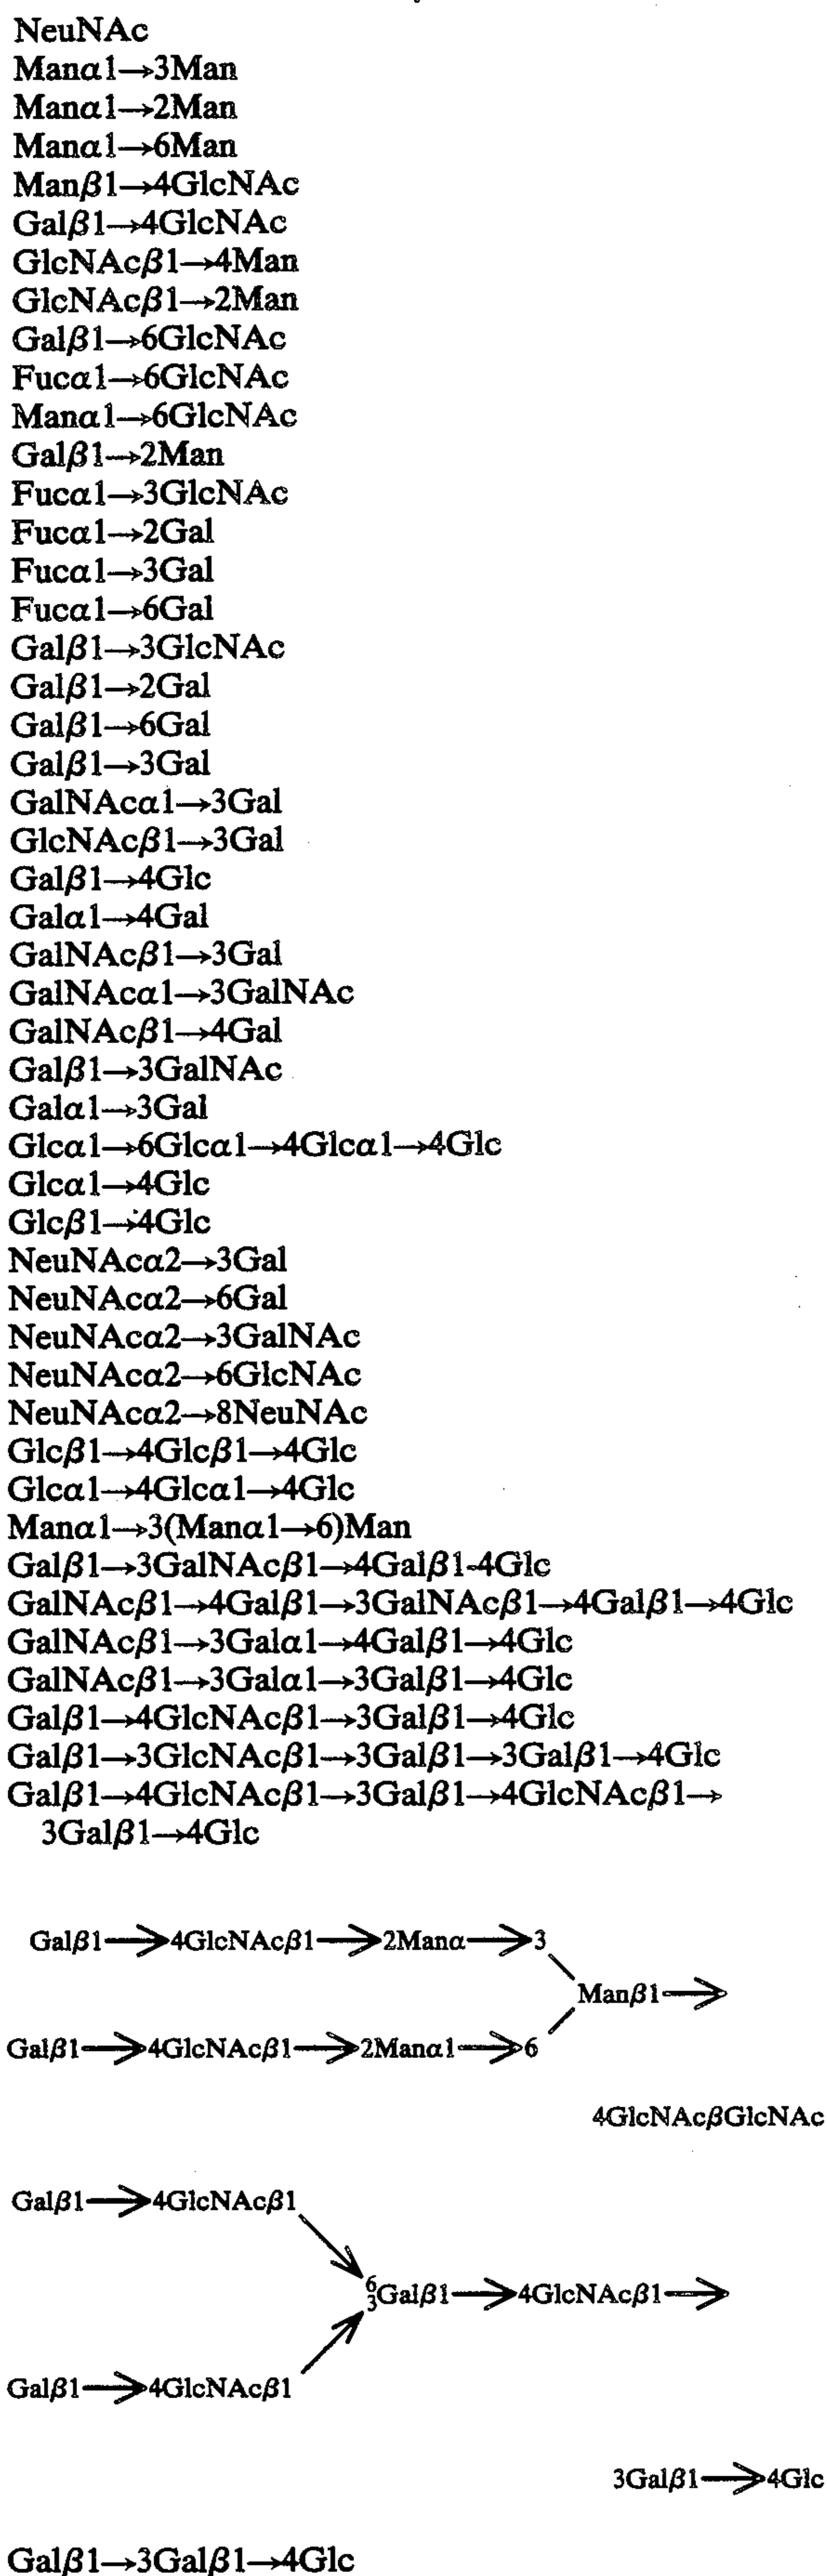 NeuNAc
Manα1→3Man
Manα1→2Man
Manα1→6Man
Manβ1→4GlcNAc
Galβ1→4GlcNAc
GlcNAcβ1→4Man
GlcNAcβ1→2Man
Galβ1→6GlcNAc
Fucα1→6GlcNAc
Manα1→6GlcNAc
Galβ1→2Man
Fucα1→3GlcNAc
Fucα1→2Gal
Fucα1→3Gal
Fucα1→6Gal
Galβ1→3GlcNAc
Galβ1→2Gal
Galβ1→6Gal
Galβ1→3Gal
GalNAcα1→3Gal
GlcNAcβ1→3Gal
Galβ1→4Glc
Galα1→4Gal
GalNAcβ1→3Gal
GalNAcα1→3GalNAc
GalNAcβ1→4Gal
Galβ1→3GalNAc
Galα1→3Gal
Glcα1→6Glcα1→4Glcα1→4Glc
Glcα1→4Glc
Glcβ1→4Glc
NeuNAcα2→3Gal
NeuNAcα2→6Gal
NeuNAcα2→3GalNAc
NeuNAcα2→6GlcNAc
NeuNAcα2→8NeuNAc
Glcβ1→4Glcβ1→4Glc
Glcα1→4Glcα1→4Glc
Manα1→3(Manα1→6)Man
Galβ1→3GalNAcβ1→4Galβ1-4Glc
GalNAcβ1→4Galβ1→3GalNAcβ1→4Galβ1→4Glc
GalNAcβ1→3Galα1→4Galβ1→4Glc
GalNAcβ1→3Galα1→3Galβ1→4Glc
Galβ1→4GlcNAcβ1→3Galβ1→4Glc
Galβ1→3GlcNAcβ1→3Galβ1→3Galβ1→4Glc
Galβ1→4GlcNAcβ1→3Galβ1→4GlcNAcβ1→
3Galβ1→4Glc
Galβ1→4GlcNAcβ1→2Manα→3
Manβ1→
Galβ1→4GlcNAcβ1→2Manα1→6
4GlcNAcβGlcNAc
Galβ1→4GlcNAcβ1
6
3Galβ1→4GlcNAcβ1→
Galβ1→4GlcNAcβ1
3Galβ1→4Glc
Galβ1→3Galβ1→4Glc